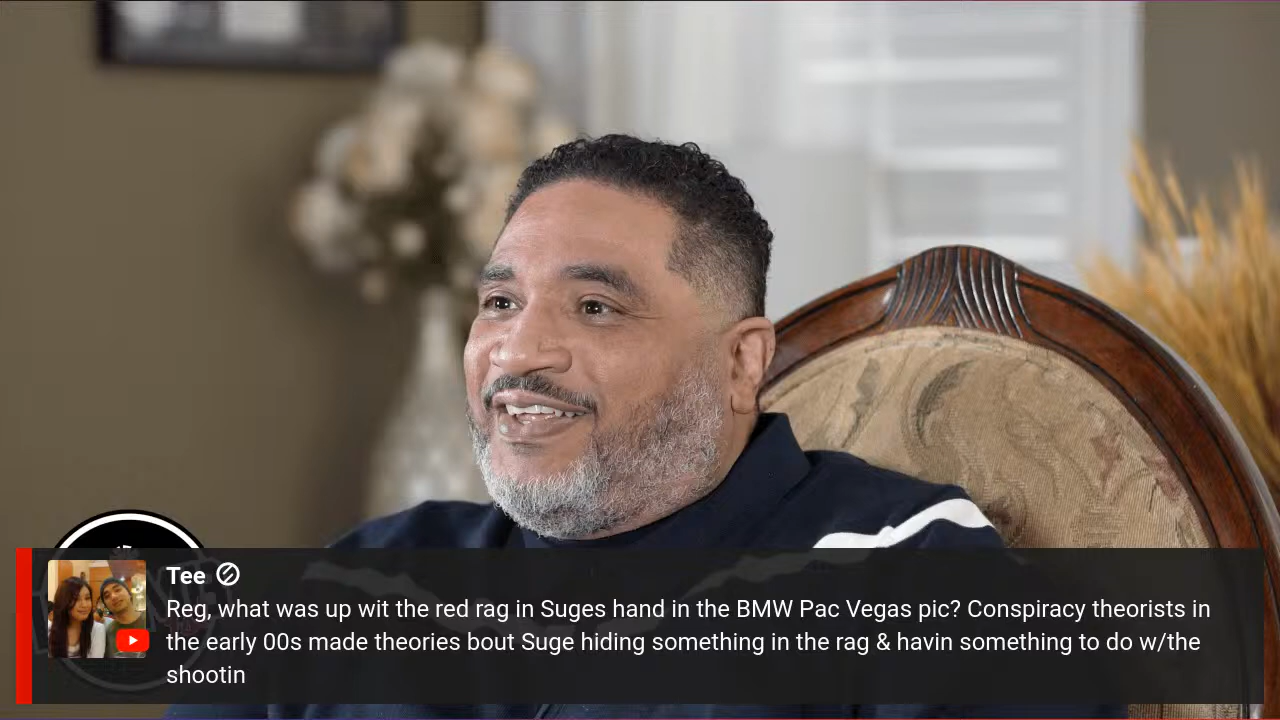 Tee
Reg, what was up wit the red rag in Suges hand in the BMW Pac Vegas pic? Conspiracy theorists in
the early 00s made theories bout Suge hiding something in the rag & havin something to do w/the
shootin